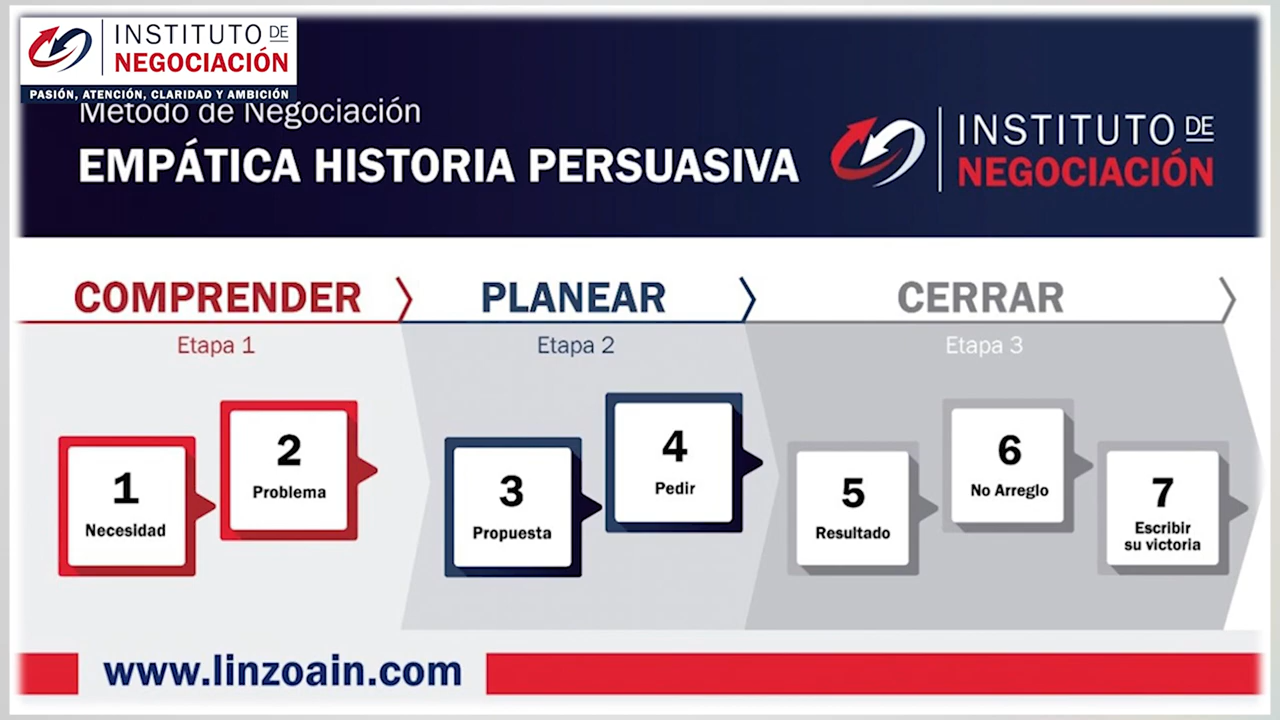 INSTITUTO DE
NEGOCIACIÓN
PASIÓN, ATENCIÓN, CLARIDAD Y AMBICIÓN
Método de Negociación
EMPÁTICA HISTORIA PERSUASIVA
INSTITUTO DE
NEGOCIACIÓN
COMPRENDER
PLANEAR
CERRAR
Etapa 1
Etapa 2
Etapa 3
1
Necesidad
2
Problema
3
Propuesta
4
Pedir
5
Resultado
6
No Arreglo
7
Escribir
su victoria
www.linzoain.com